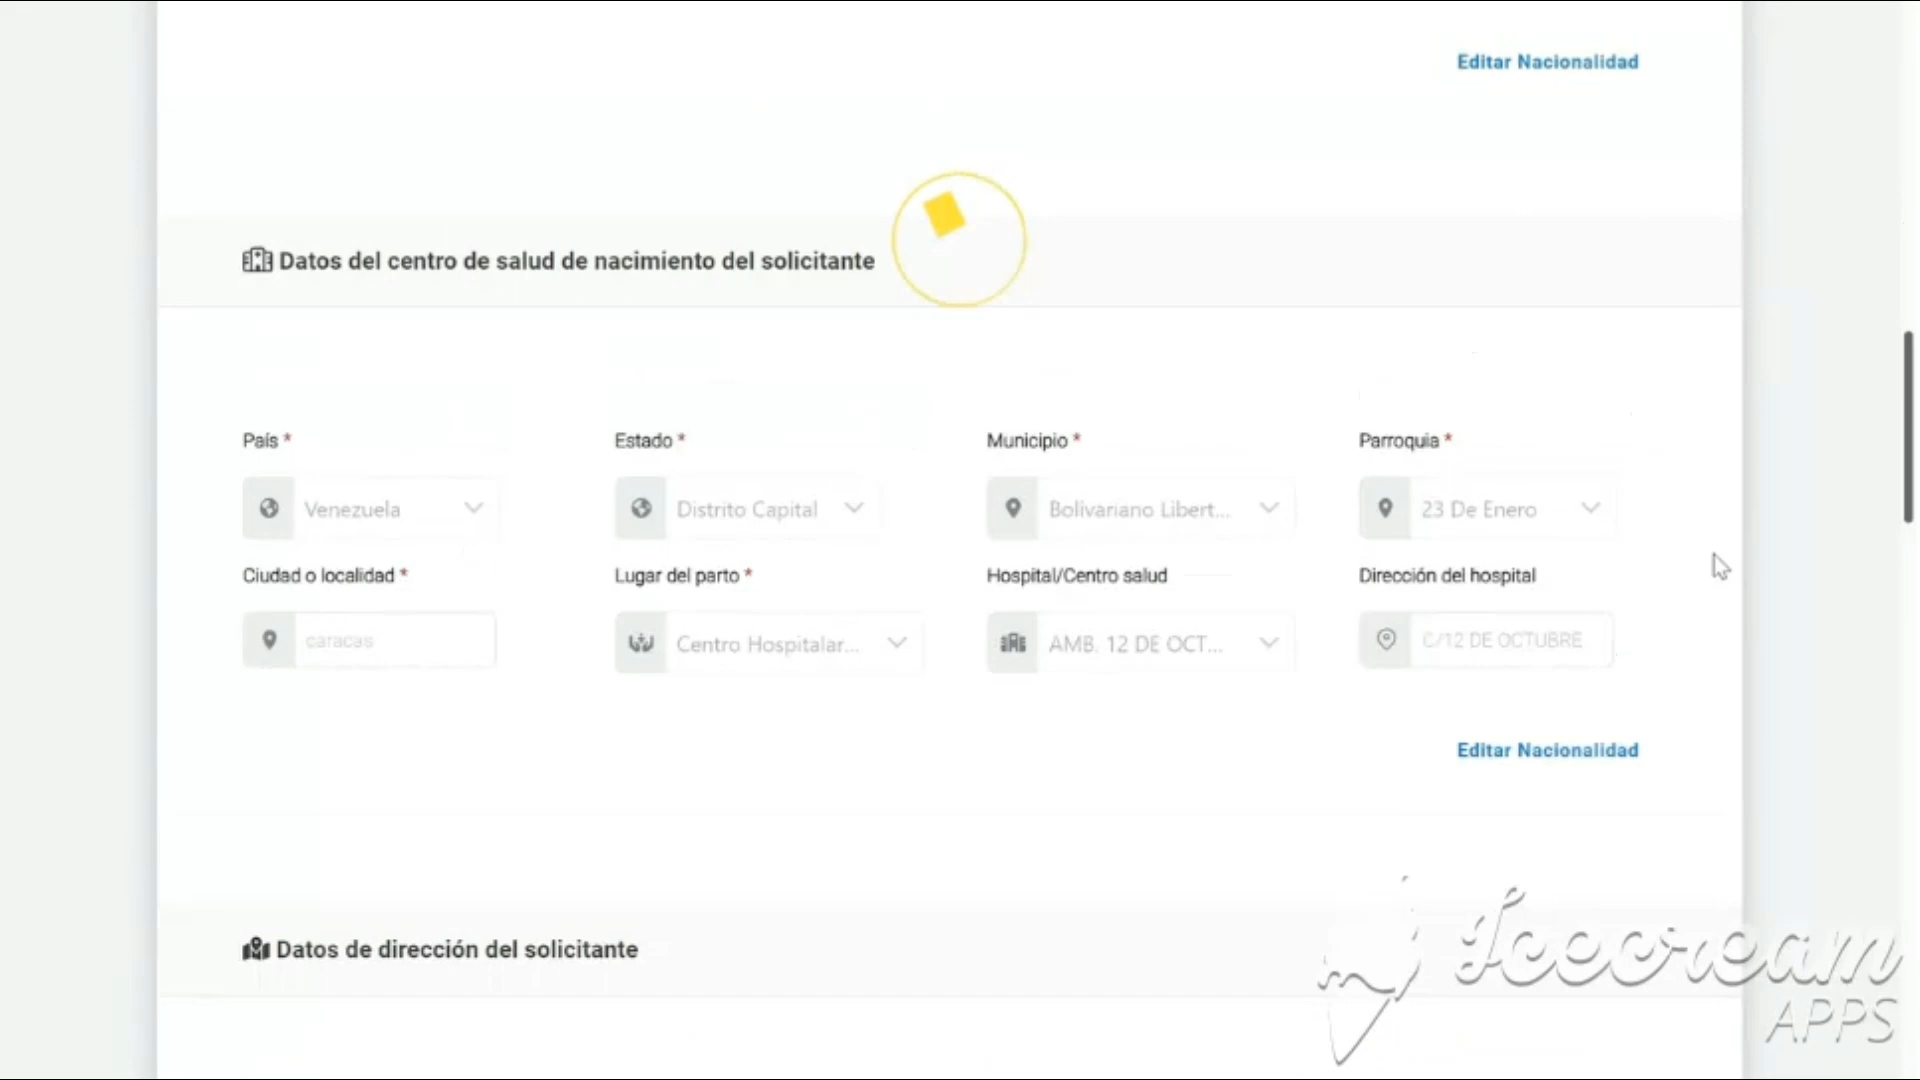 Editar Nacionalidad
Datos del centro de salud de nacimiento del solicitante
País * Estado * Municipio * Parroquia *
Venezuela Distrito Capital Bolivariano Libert... 23 De Enero
Ciudad o localidad * Lugar del parto * Hospital/Centro salud Dirección del hospital
caracas Centro Hospitalar... AMB. 12 DE OCT... C/12 DE OCTUBRE
Editar Nacionalidad
Datos de dirección del solicitante
Icecream
APPS